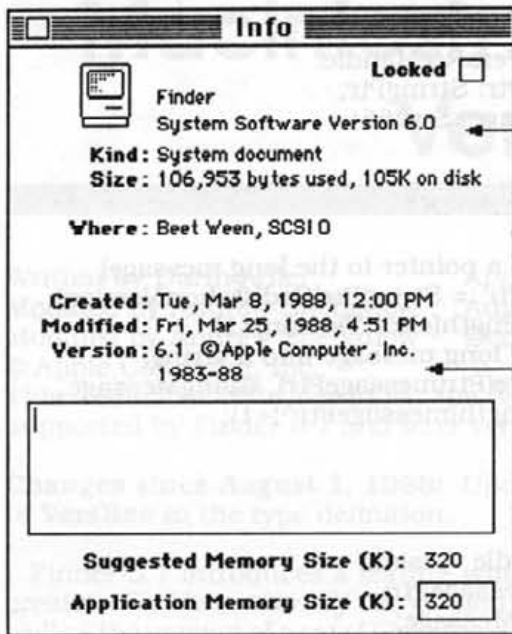 Info
Locked
Finder
System Software Version 6.0
Kind: System document
Size: 106,953 bytes used, 105K on disk
Where: Beet Ween, SCSI 0
Created: Tue, Mar 8, 1988, 12:00 PM
Modified: Fri, Mar 25, 1988, 4:51 PM
Version: 6.1, ©Apple Computer, Inc.
1983-88
Suggested Memory Size (K): 320
Application Memory Size (K): 320